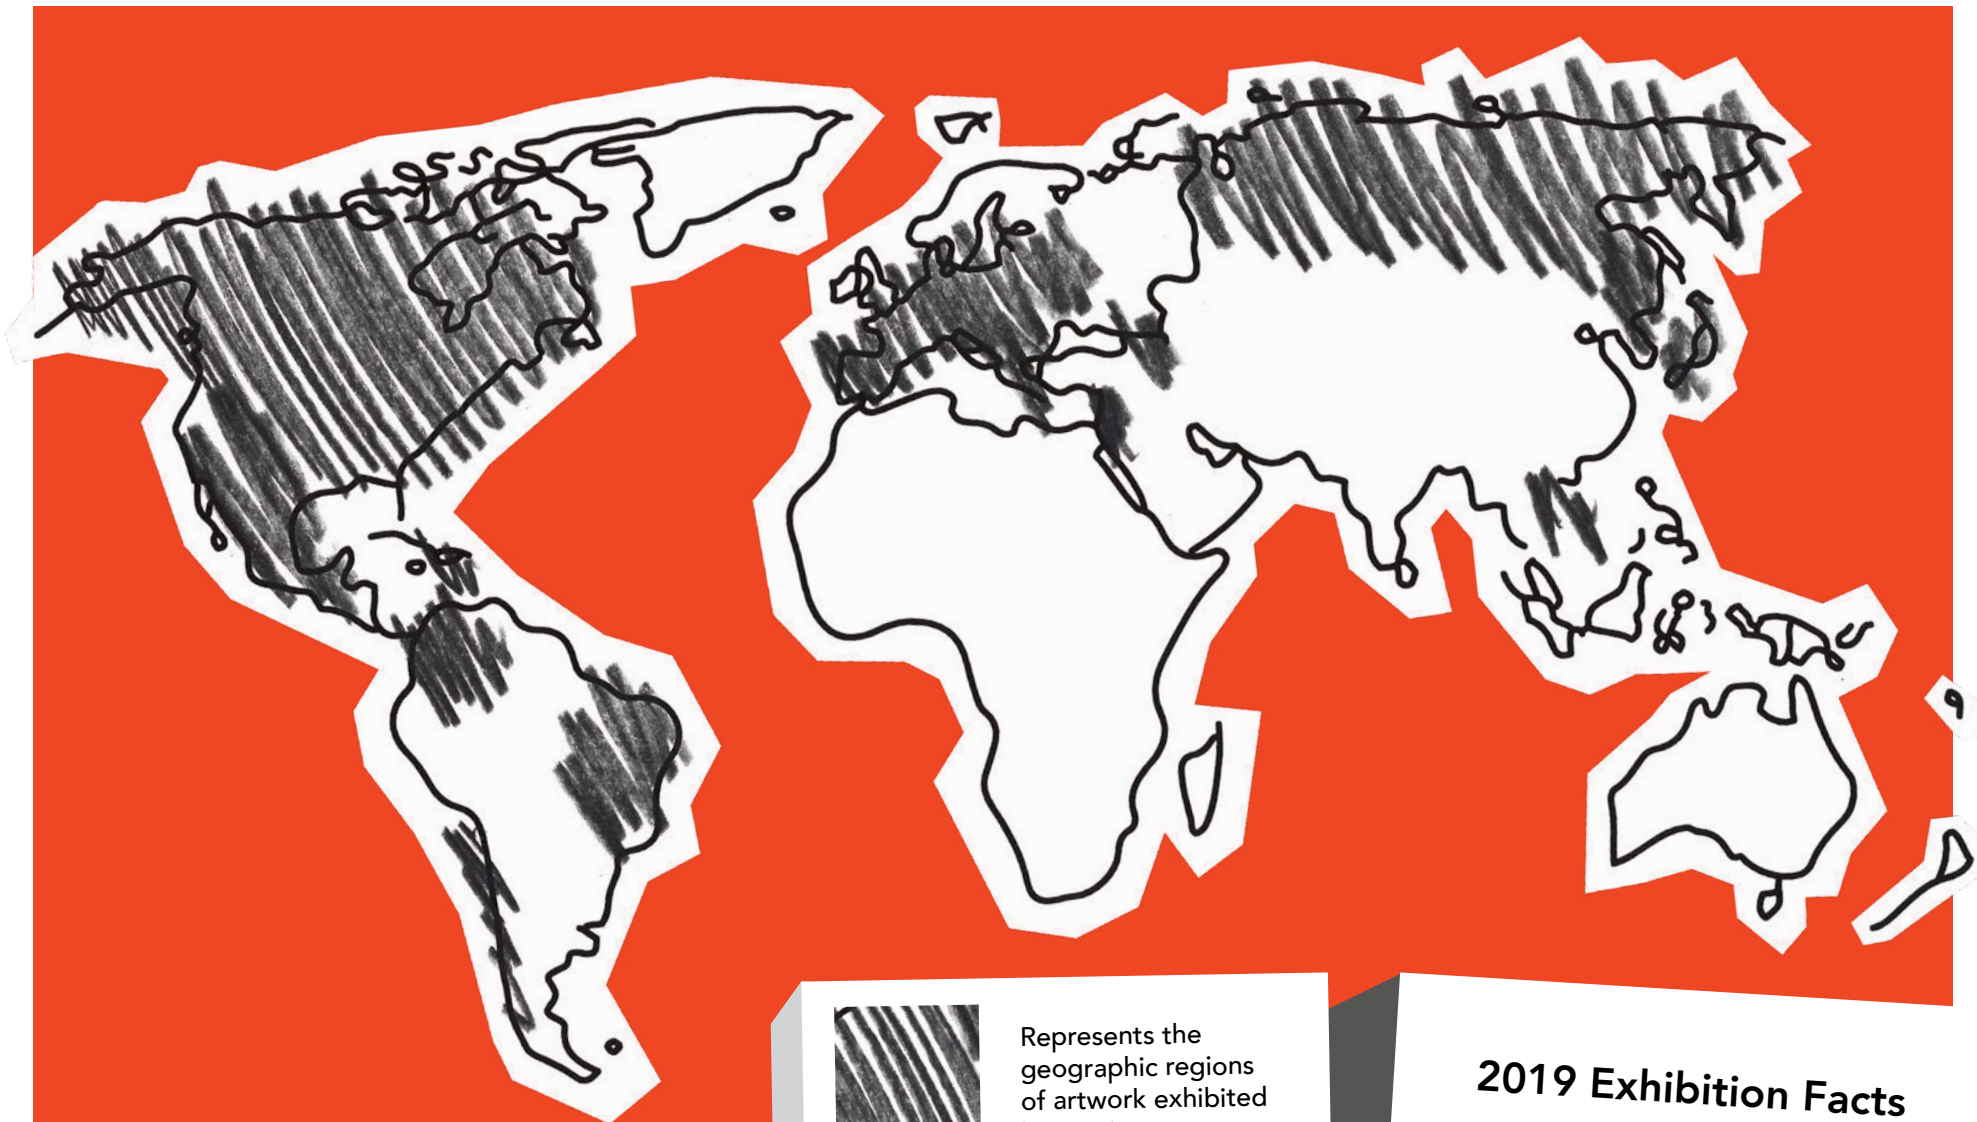 Represents the
geographic regions
of artwork exhibited
2019 Exhibition Facts